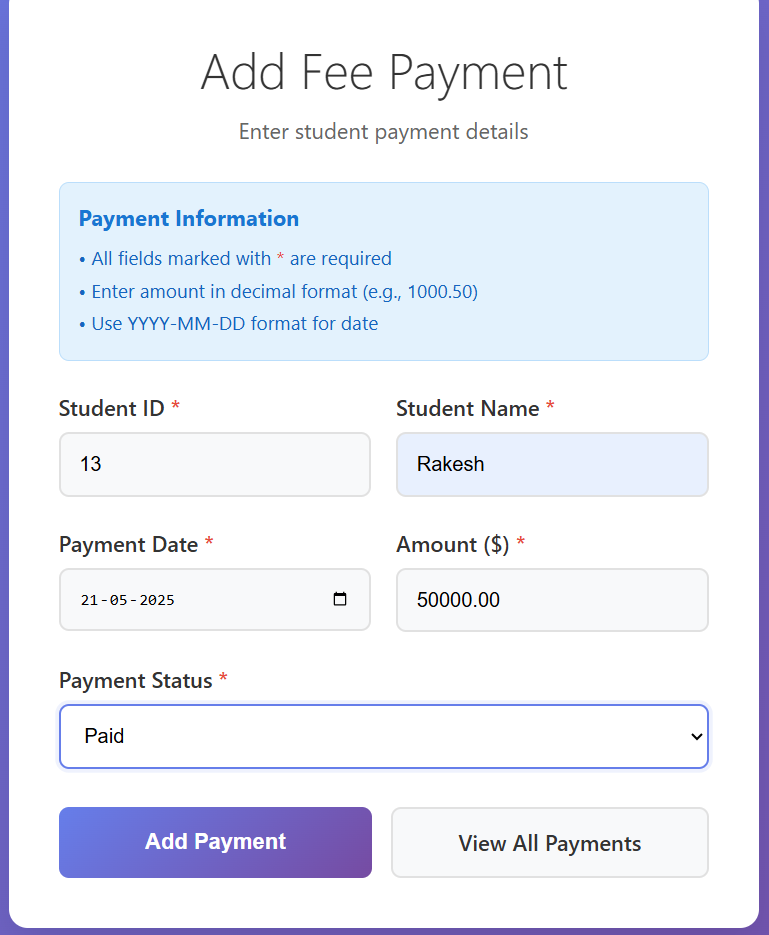 Add Fee Payment
Enter student payment details
Payment Information
• All fields marked with * are required
• Enter amount in decimal format (e.g., 1000.50)
• Use YYYY-MM-DD format for date
Student ID *
Student Name *
13
Rakesh
Payment Date *
Amount ($) *
21-05-2025
50000.00
Payment Status *
Paid
Add Payment
View All Payments